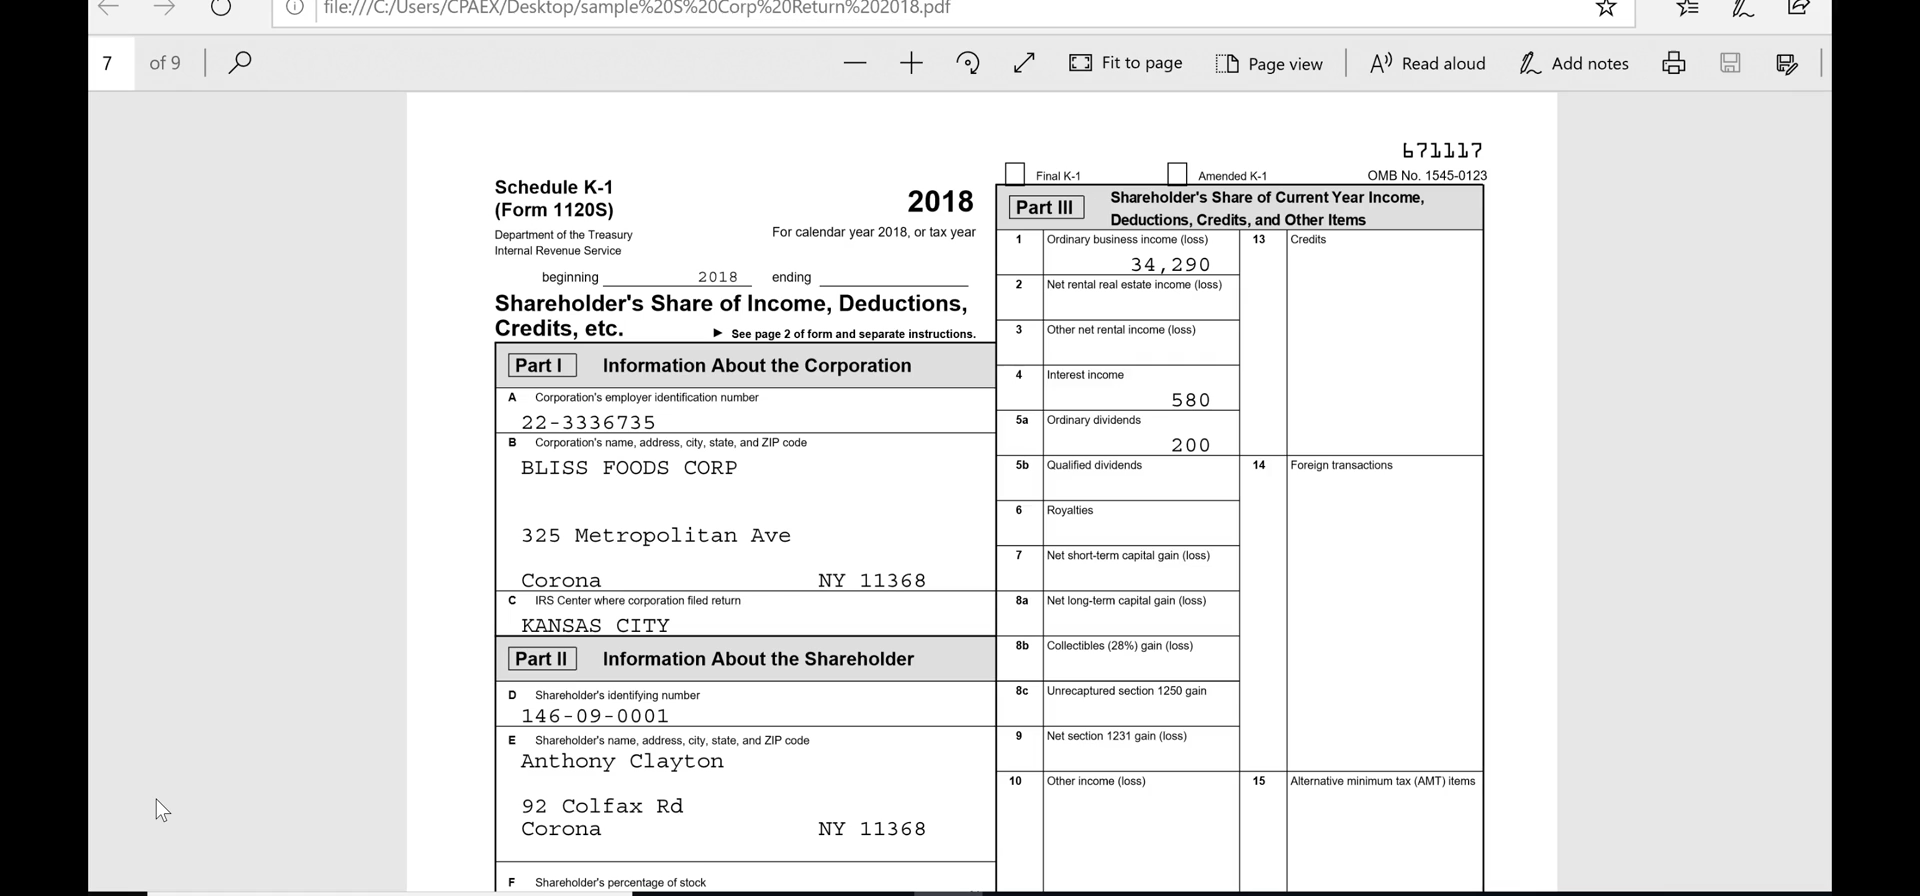 file:///C:/Users/CPAEX/Desktop/sample%20S%20Corp%20Return%202018.pdf
7 of 9
Fit to page Page view Read aloud Add notes
671117
Final K-1 Amended K-1 OMB No. 1545-0123
Schedule K-1
(Form 1120S)
2018
Department of the Treasury
Internal Revenue Service
For calendar year 2018, or tax year
beginning 2018 ending
Shareholder's Share of Income, Deductions,
Credits, etc.
► See page 2 of form and separate instructions.
Part I Information About the Corporation
A Corporation's employer identification number
22-3336735
B Corporation's name, address, city, state, and ZIP code
BLISS FOODS CORP
325 Metropolitan Ave
Corona NY 11368
C IRS Center where corporation filed return
KANSAS CITY
Part II Information About the Shareholder
D Shareholder's identifying number
146-09-0001
E Shareholder's name, address, city, state, and ZIP code
Anthony Clayton
92 Colfax Rd
Corona NY 11368
F Shareholder's percentage of stock
Part III Shareholder's Share of Current Year Income,
Deductions, Credits, and Other Items
1 Ordinary business income (loss)
34,290
2 Net rental real estate income (loss)
3 Other net rental income (loss)
4 Interest income
580
5a Ordinary dividends
200
5b Qualified dividends
6 Royalties
7 Net short-term capital gain (loss)
8a Net long-term capital gain (loss)
8b Collectibles (28%) gain (loss)
8c Unrecaptured section 1250 gain
9 Net section 1231 gain (loss)
10 Other income (loss)
13 Credits
14 Foreign transactions
15 Alternative minimum tax (AMT) items